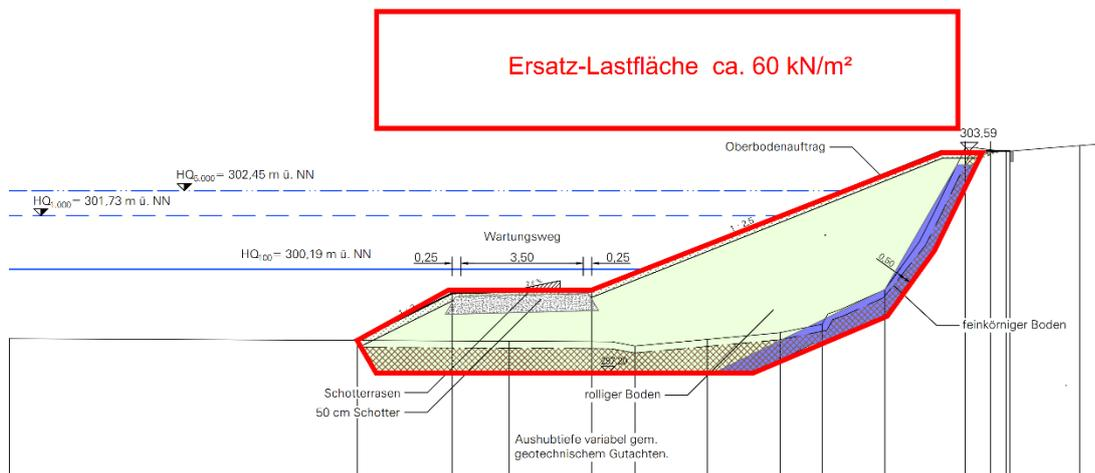 Ersatz-Lastfläche ca. 60 kN/m²
303,59
Oberbodenauftrag
HQ5.000 = 302,45 m ü. NN
HQ1.000 = 301,73 m ü. NN
1 : 2,5
Wartungsweg
HQ100 = 300,19 m ü. NN
0,25
3,50
0,25
0,50
feinkörniger Boden
297,20
Schotterrasen
rolliger Boden
50 cm Schotter
Aushubtiefe variabel gem.
geotechnischem Gutachten.